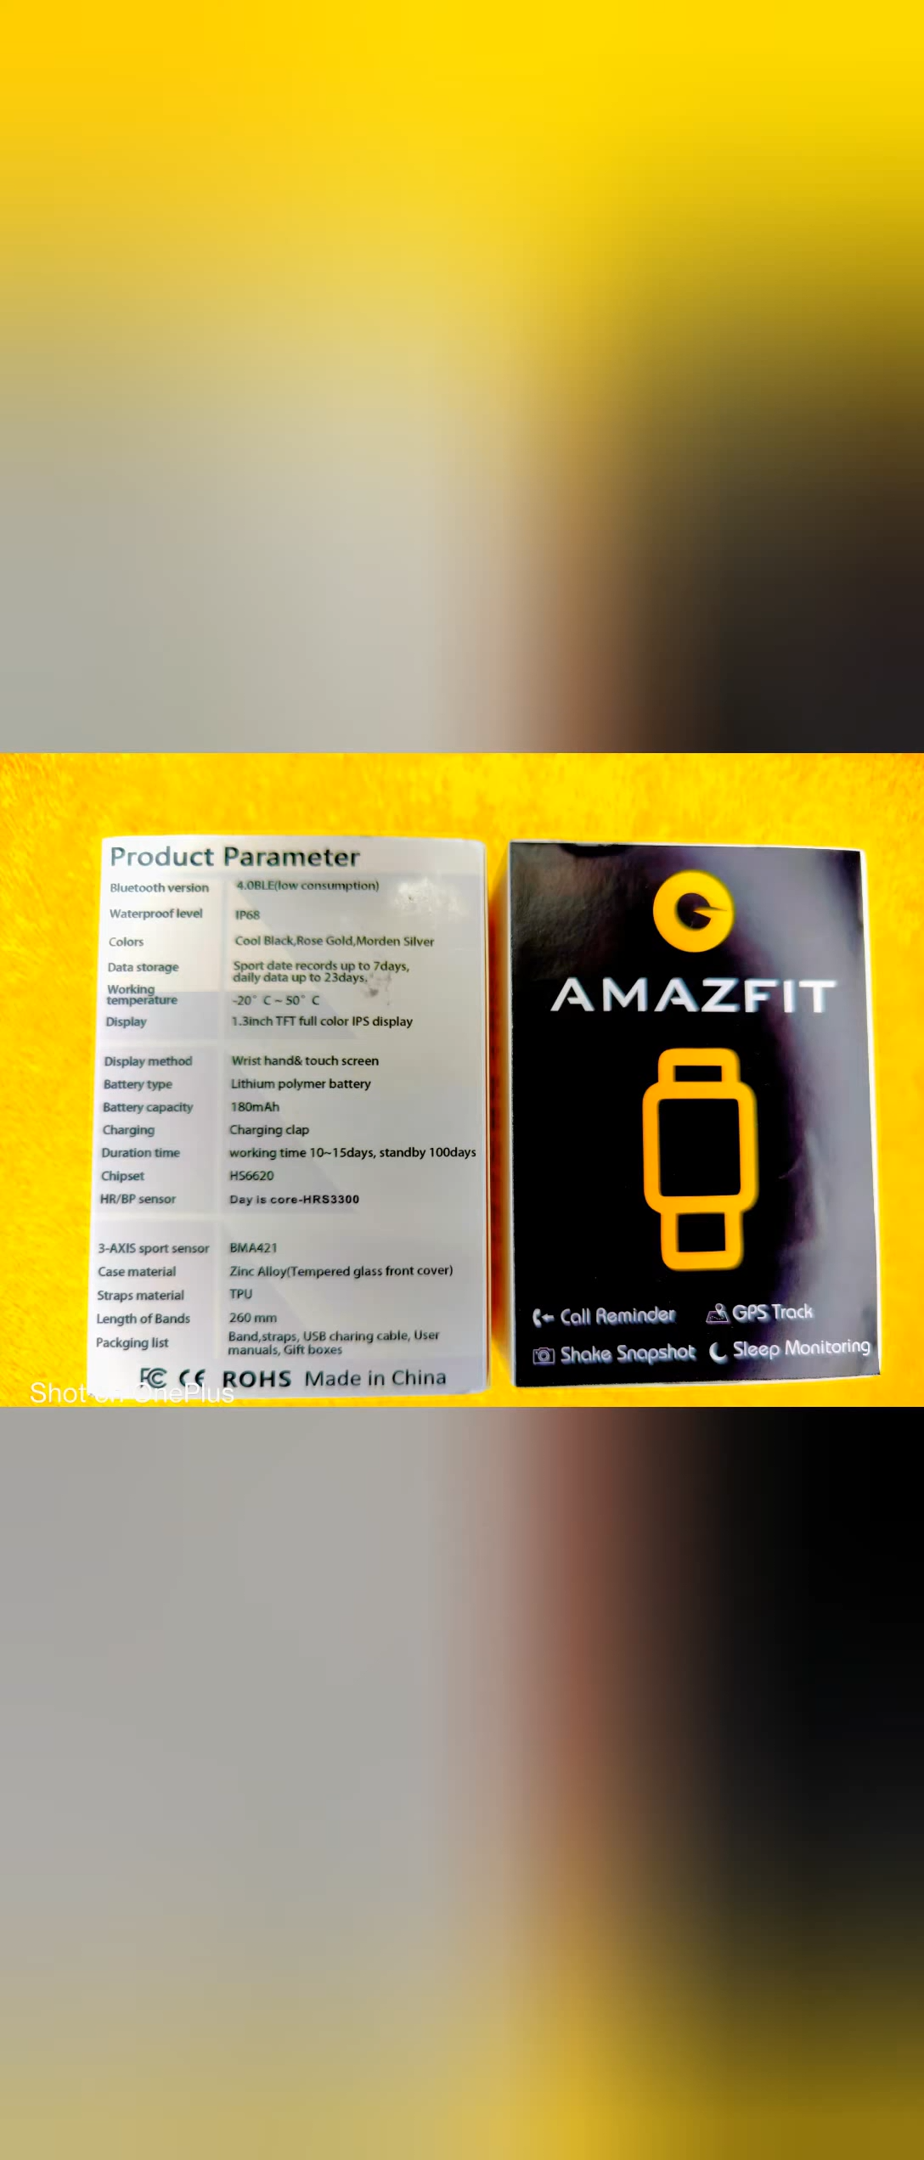 Product Parameter
Bluetooth version 4.0BLE(low consumption)
Waterproof level IP68
Colors Cool Black,Rose Gold,Morden Silver
Data storage Sport date records up to 7days,
daily data up to 23days,
Working
temperature -20° C ~ 50° C
Display 1.3inch TFT full color IPS display
Display method Wrist hand& touch screen
Battery type Lithium polymer battery
Battery capacity 180mAh
Charging Charging clap
Duration time working time 10~15days, standby 100days
Chipset HS6620
HR/BP sensor Day is core-HRS3300
3-AXIS sport sensor BMA421
Case material Zinc Alloy(Tempered glass front cover)
Straps material TPU
Length of Bands 260 mm
Packging list Band,straps, USB charing cable, User
manuals, Gift boxes
FC CE ROHS Made in China
Shot on OnePlus
AMAZFIT
Call Reminder
GPS Track
Shake Snapshot
Sleep Monitoring